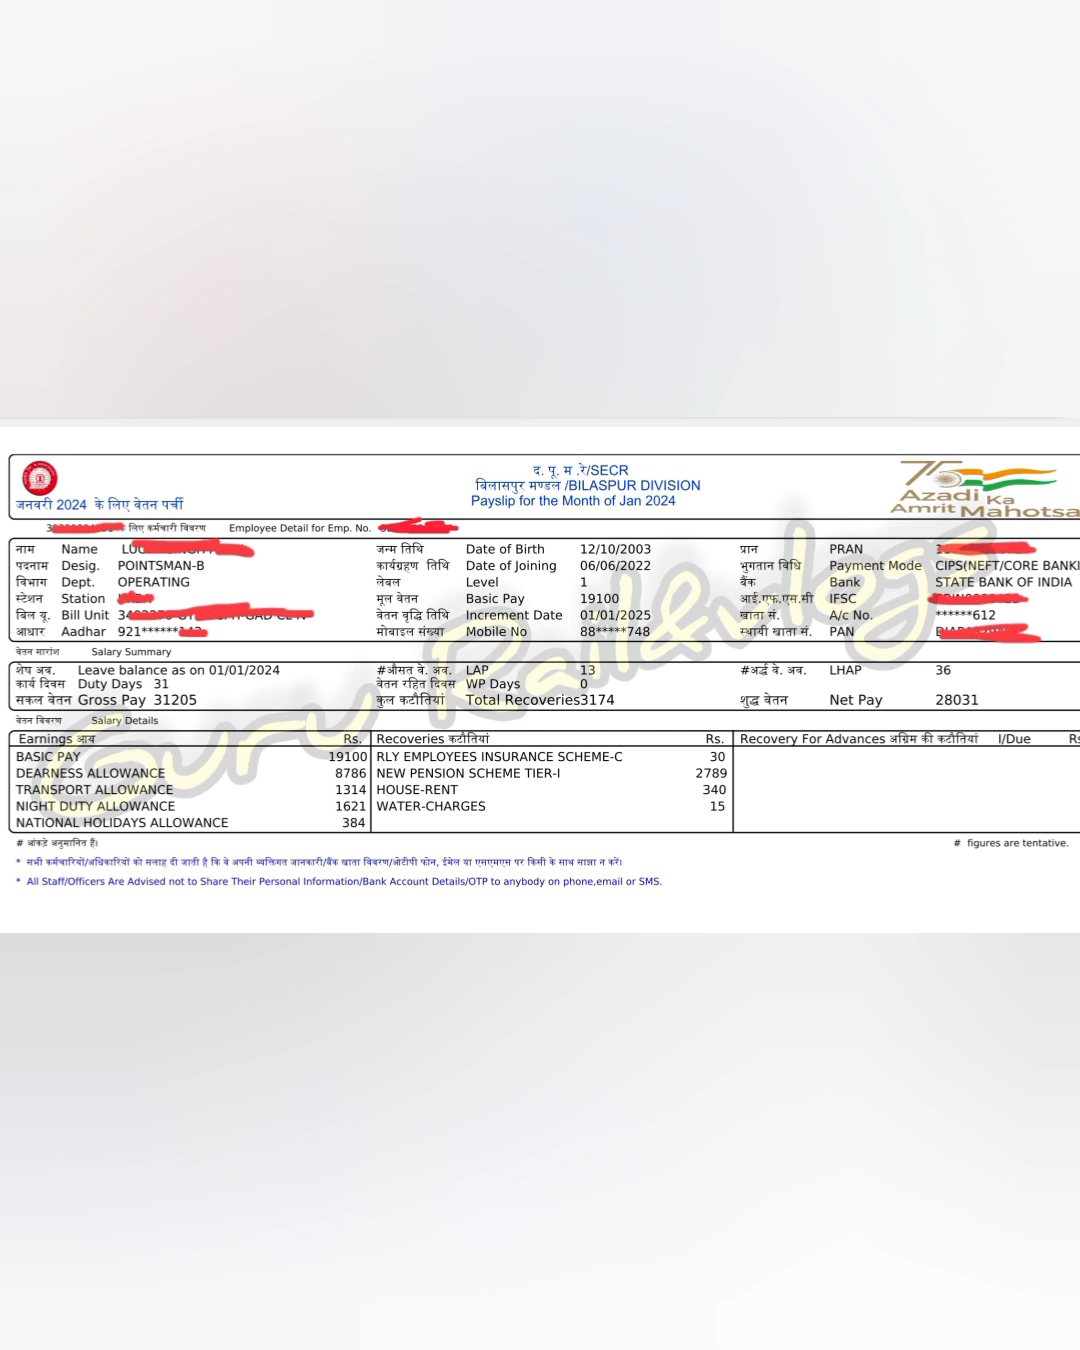 द. पू. म .रे/SECR
बिलासपुर मण्डल /BILASPUR DIVISION
Payslip for the Month of Jan 2024
जनवरी 2024 के लिए वेतन पर्ची
Azadi Ka
Amrit Mahotsa
लिए कर्मचारी विवरण Employee Detail for Emp. No.
नाम Name जन्म तिथि Date of Birth 12/10/2003 प्रान PRAN
पदनाम Desig. POINTSMAN-B कार्यग्रहण तिथि Date of Joining 06/06/2022 भुगतान विधि Payment Mode CIPS(NEFT/CORE BANKI
विभाग Dept. OPERATING लेबल Level 1 बैंक Bank STATE BANK OF INDIA
स्टेशन Station मूल वेतन Basic Pay 19100 आई.एफ.एस.सी IFSC
बिल यू. Bill Unit वेतन वृद्धि तिथि Increment Date 01/01/2025 खाता सं. A/c No. ******612
आधार Aadhar 921****** मोबाइल संख्या Mobile No 88*****748 स्थायी खाता सं. PAN
वेतन सारांश Salary Summary
शेष अव. Leave balance as on 01/01/2024 #औसत वे. अव. LAP 13 #अर्द्ध वे. अव. LHAP 36
कार्य दिवस Duty Days 31 वेतन रहित दिवस WP Days 0
सकल वेतन Gross Pay 31205 कुल कटौतियां Total Recoveries3174 शुद्ध वेतन Net Pay 28031
वेतन विवरण Salary Details
Earnings आय Rs. Recoveries कटौतियां Rs. Recovery For Advances अग्रिम की कटौतियां I/Due Rs
BASIC PAY 19100 RLY EMPLOYEES INSURANCE SCHEME-C 30
DEARNESS ALLOWANCE 8786 NEW PENSION SCHEME TIER-I 2789
TRANSPORT ALLOWANCE 1314 HOUSE-RENT 340
NIGHT DUTY ALLOWANCE 1621 WATER-CHARGES 15
NATIONAL HOLIDAYS ALLOWANCE 384
# आंकड़े अनुमानित हैं। # figures are tentative.
* सभी कर्मचारियों/अधिकारियों को सलाह दी जाती है कि वे अपनी व्यक्तिगत जानकारी/बैंक खाता विवरण/ओटीपी फोन, ईमेल या एसएमएस पर किसी के साथ साझा न करें।
* All Staff/Officers Are Advised not to Share Their Personal Information/Bank Account Details/OTP to anybody on phone,email or SMS.
Guru Railavlogs